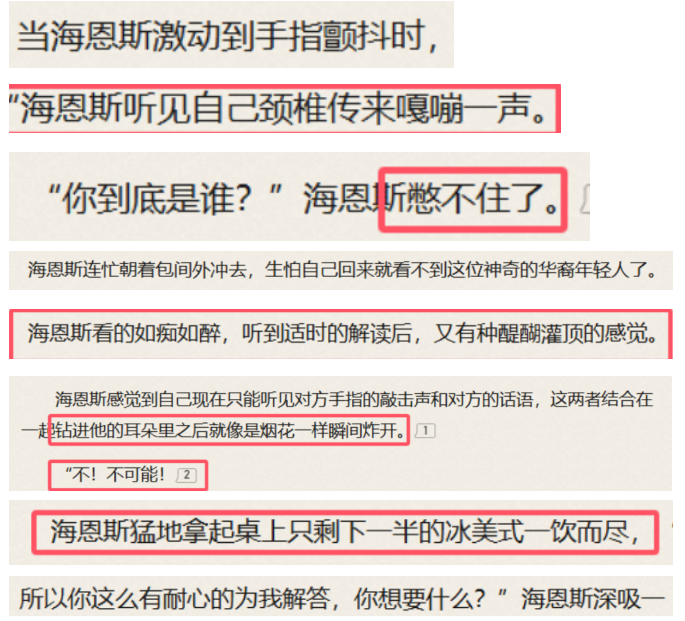 当海恩斯激动到手指颤抖时，
“海恩斯听见自己颈椎传来嘎嘣一声。
“你到底是谁？”海恩斯憋不住了。
海恩斯连忙朝着包间外冲去，生怕自己回来就看不到这位神奇的华裔年轻人了。
海恩斯看的如痴如醉，听到适时的解读后，又有种醍醐灌顶的感觉。
海恩斯感觉到自己现在只能听见对方手指的敲击声和对方的话语，这两者结合在
一起钻进他的耳朵里之后就像是烟花一样瞬间炸开。 1
“不！不可能！ 2
海恩斯猛地拿起桌上只剩下一半的冰美式一饮而尽，
所以你这么有耐心的为我解答，你想要什么？”海恩斯深吸一